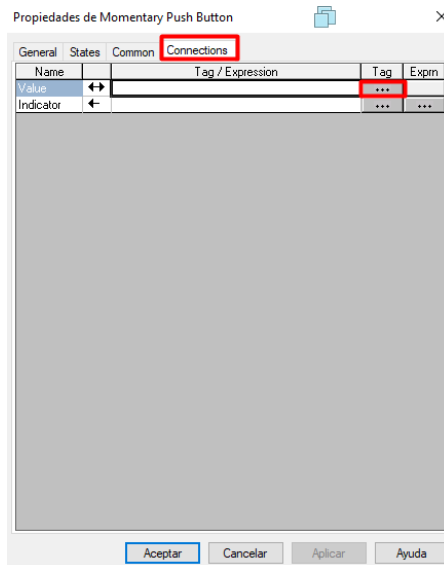 Propiedades de Momentary Push Button
General States Common Connections
Name Tag / Expression Tag Exprn
Value ↔ ...
Indicator ← ... ...
Aceptar Cancelar Aplicar Ayuda